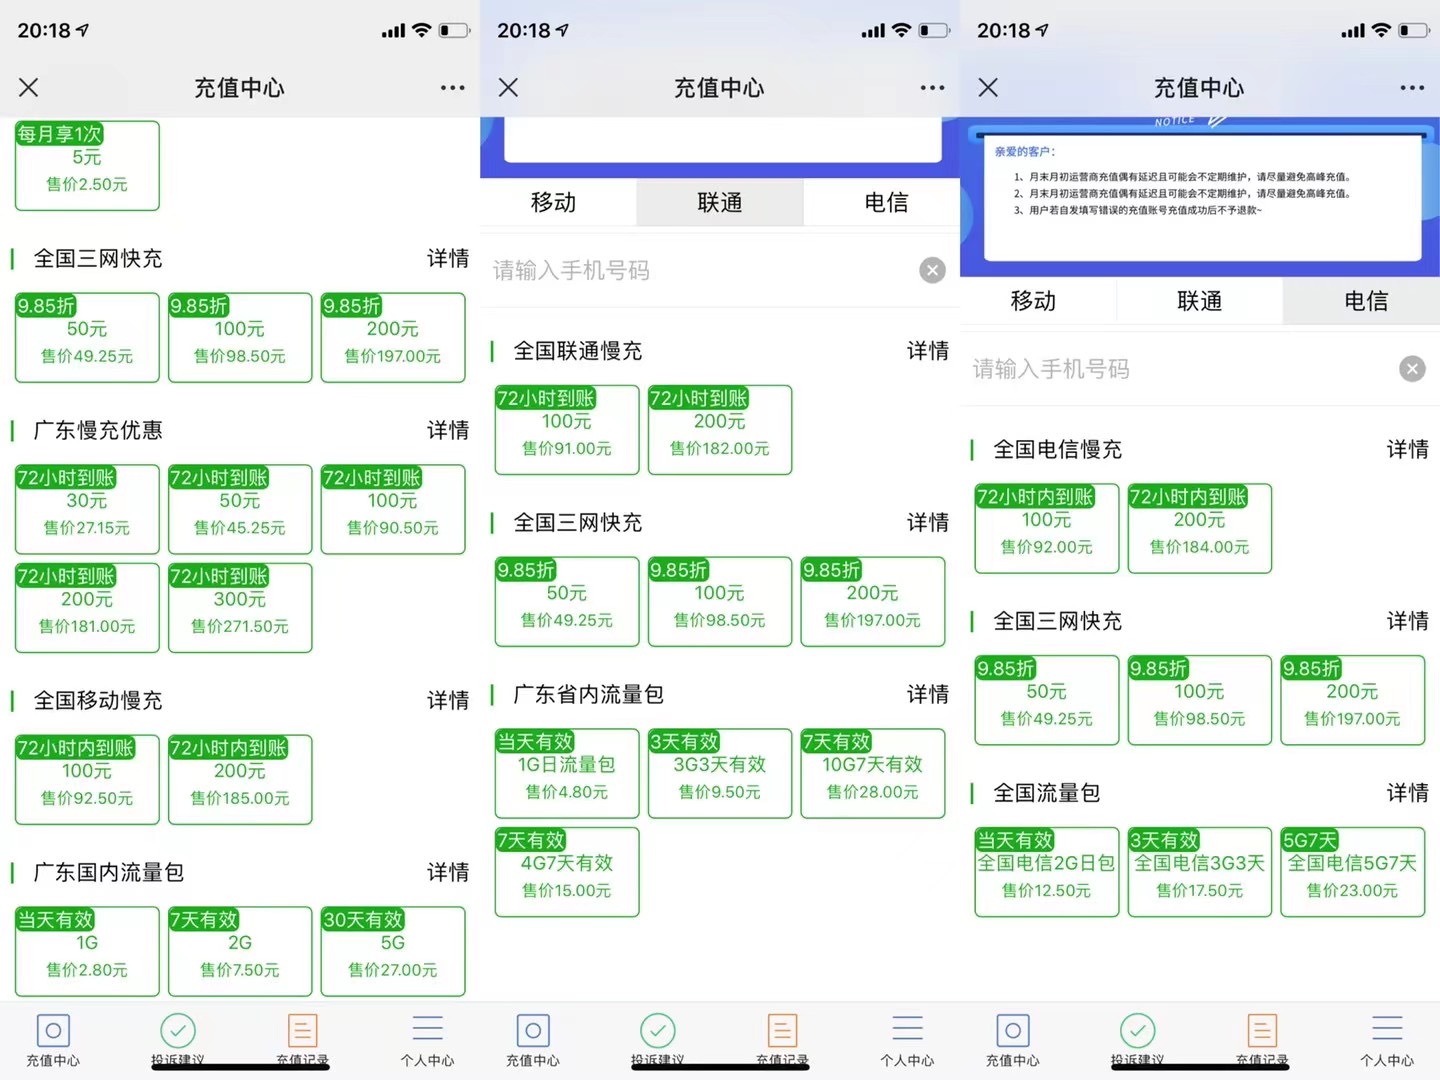 20:18
充值中心
每月享1次
5元
售价2.50元
全国三网快充 详情
9.85折 9.85折 9.85折
50元 100元 200元
售价49.25元 售价98.50元 售价197.00元
广东慢充优惠 详情
72小时到账 72小时到账 72小时到账
30元 50元 100元
售价27.15元 售价45.25元 售价90.50元
72小时到账 72小时到账
200元 300元
售价181.00元 售价271.50元
全国移动慢充 详情
72小时内到账 72小时内到账
100元 200元
售价92.50元 售价185.00元
广东国内流量包 详情
当天有效 7天有效 30天有效
1G 2G 5G
售价2.80元 售价7.50元 售价27.00元
充值中心 投诉建议 充值记录 个人中心
20:18
充值中心
移动 联通 电信
请输入手机号码
全国联通慢充 详情
72小时到账 72小时到账
100元 200元
售价91.00元 售价182.00元
全国三网快充 详情
9.85折 9.85折 9.85折
50元 100元 200元
售价49.25元 售价98.50元 售价197.00元
广东省内流量包 详情
当天有效 3天有效 7天有效
1G日流量包 3G3天有效 10G7天有效
售价4.80元 售价9.50元 售价28.00元
7天有效
4G7天有效
售价15.00元
充值中心 投诉建议 充值记录 个人中心
20:18
充值中心
NOTICE
亲爱的客户：
1、月末月初运营商充值偶有延迟且可能会不定期维护，请尽量避免高峰充值。
2、月末月初运营商充值偶有延迟且可能会不定期维护，请尽量避免高峰充值。
3、用户若自发填写错误的充值账号充值成功后不予退款~
移动 联通 电信
请输入手机号码
全国电信慢充 详情
72小时内到账 72小时内到账
100元 200元
售价92.00元 售价184.00元
全国三网快充 详情
9.85折 9.85折 9.85折
50元 100元 200元
售价49.25元 售价98.50元 售价197.00元
全国流量包 详情
当天有效 3天有效 5G7天
全国电信2G日包 全国电信3G3天 全国电信5G7天
售价12.50元 售价17.50元 售价23.00元
充值中心 投诉建议 充值记录 个人中心